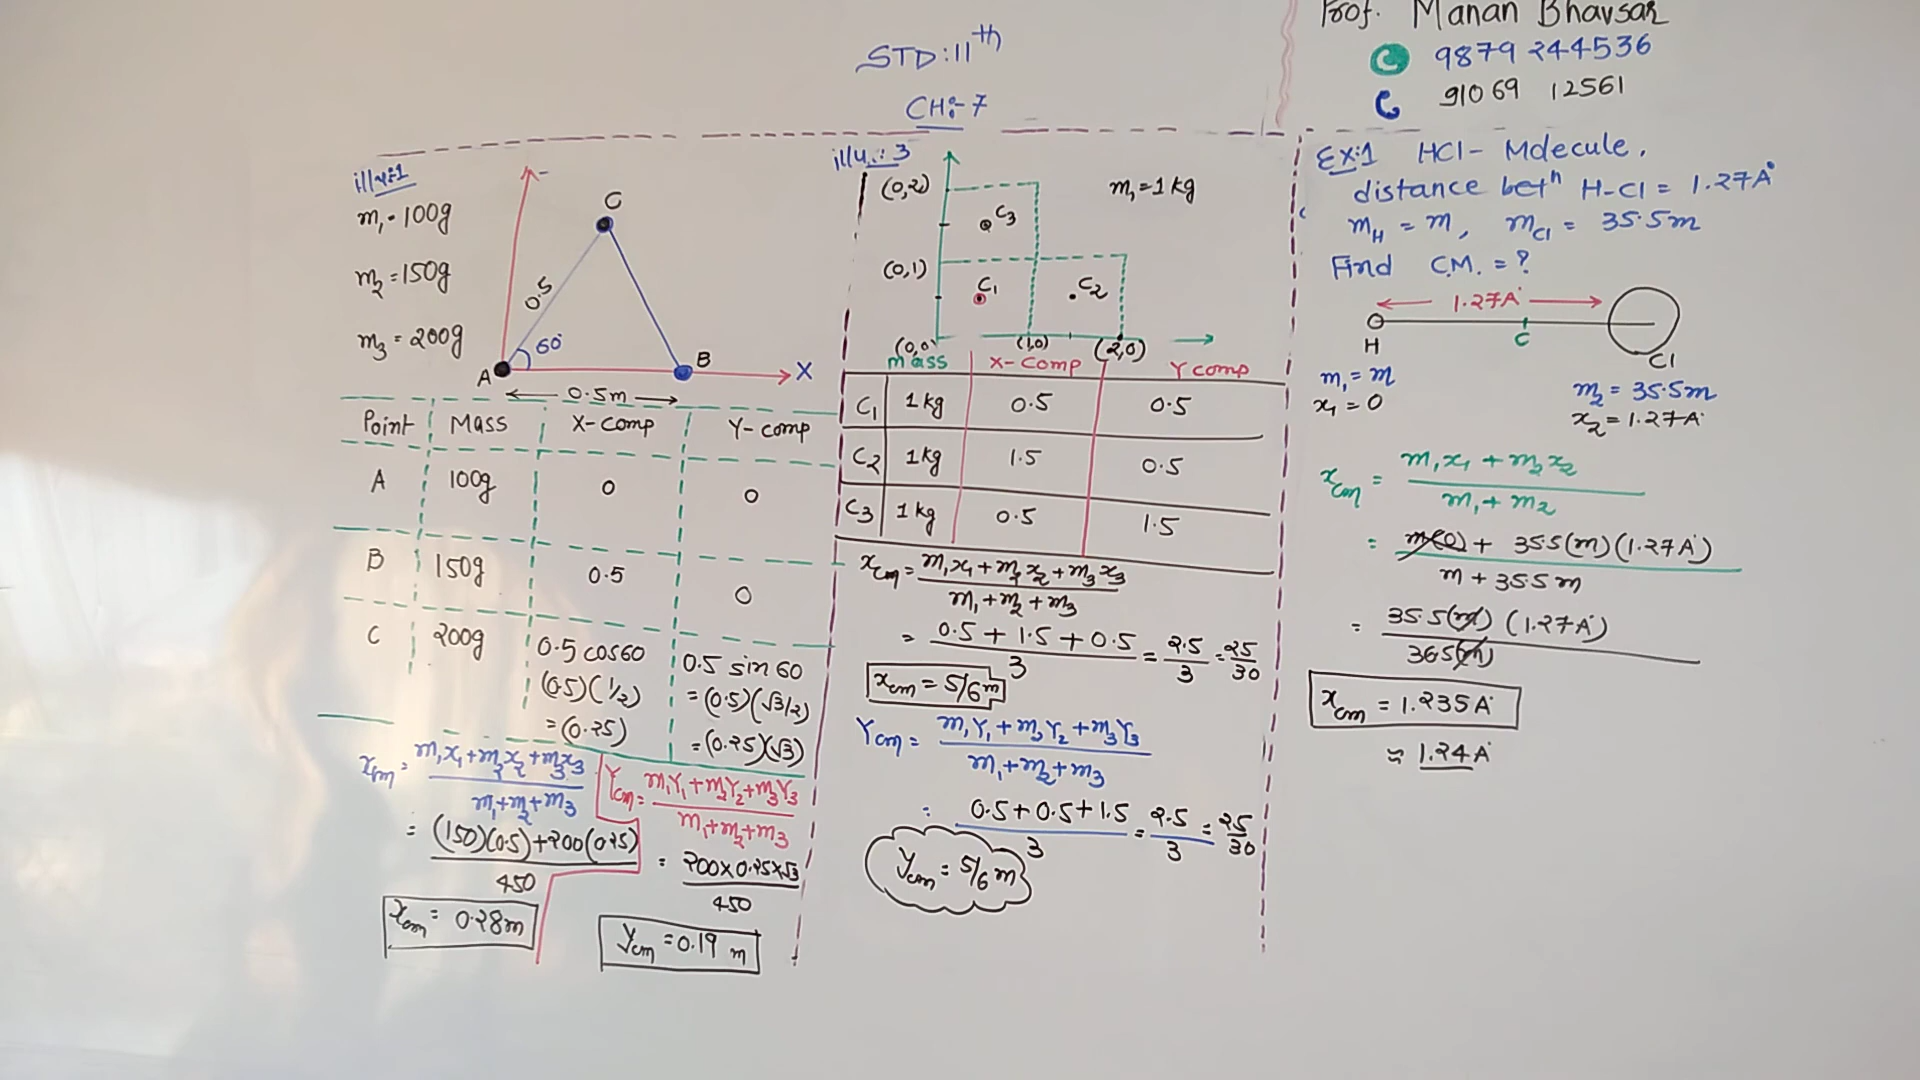 STD:11th
CH:- 7
Prof. Manan Bhavsar
9879 244536
91069 12561
illu:1
m₁ = 100g
m₂ = 150g
m₃ = 200g
C
0.5
60°
A
B
X
0.5m
Point Mass X-comp Y-comp
A 100g 0 0
B 150g 0.5 0
C 200g 0.5 cos60 0.5 sin 60
(0.5)(1/2) = (0.5)(√3/2)
= (0.25) = (0.25)(√3)
xcm = m₁x₁+m₂x₂+m₃x₃ / m₁+m₂+m₃
= (150)(0.5)+200(0.25) / 450
xcm = 0.28m
Ycm = m₁Y₁+m₂Y₂+m₃Y₃ / m₁+m₂+m₃
= 200x0.25x√3 / 450
Ycm = 0.19 m
illu.: 3
(0,2)
m₁ = 1 kg
C₃
(0,1)
C₁
C₂
(0,0) (1,0) (2,0)
mass X-comp Y comp
C₁ 1 kg 0.5 0.5
C₂ 1 kg 1.5 0.5
C₃ 1 kg 0.5 1.5
xcm = m₁x₁+m₂x₂+m₃x₃ / m₁+m₂+m₃
= 0.5+1.5+0.5 / 3 = 2.5/3 = 25/30
xcm = 5/6 m
Ycm = m₁Y₁+m₂Y₂+m₃Y₃ / m₁+m₂+m₃
= 0.5+0.5+1.5 / 3 = 2.5/3 = 25/30
Ycm = 5/6 m
Ex:1 HCl - Molecule,
distance betⁿ H-Cl = 1.27A°
mH = m, mCl = 35.5m
Find C.M. = ?
1.27A°
H
C
Cl
m₁ = m m₂ = 35.5m
x₁ = 0 x₂ = 1.27A°
xcm = m₁x₁ + m₂x₂ / m₁ + m₂
= m(0) + 35.5(m)(1.27A°) / m + 35.5 m
= 35.5(m)(1.27A°) / 36.5(m)
xcm = 1.235A°
≈ 1.24A°